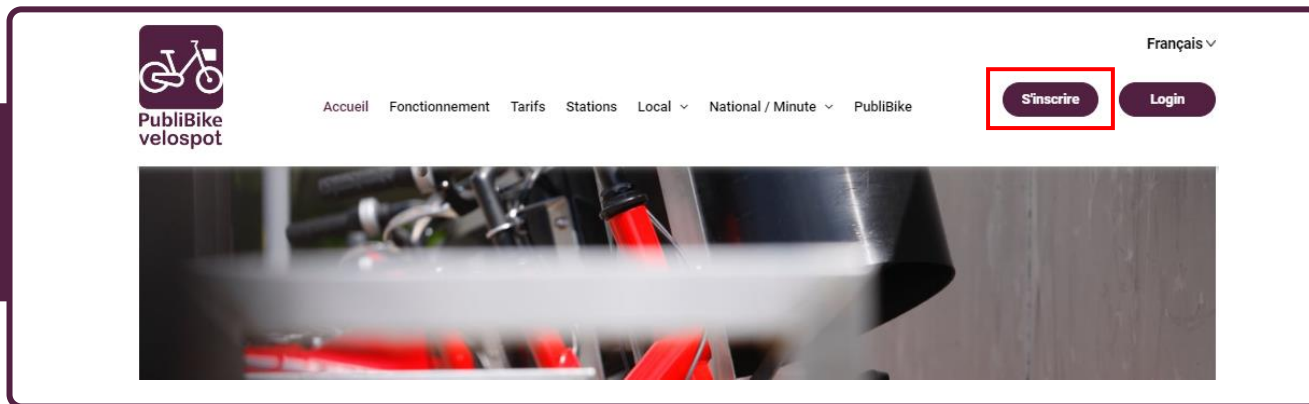 Français
PubliBike
velospot
Accueil Fonctionnement Tarifs Stations Local National / Minute PubliBike
S'inscrire Login